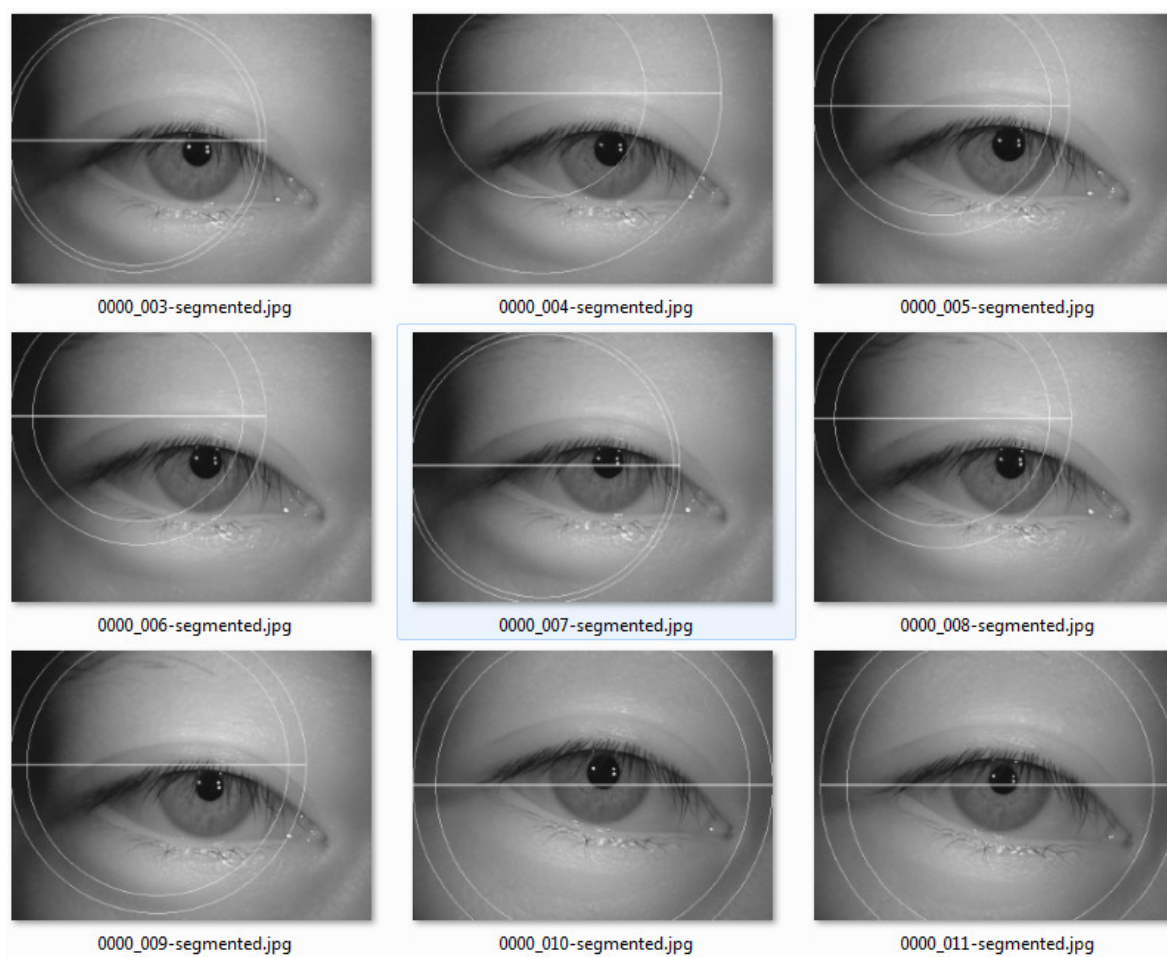 0000_003-segmented.jpg
0000_004-segmented.jpg
0000_005-segmented.jpg
0000_006-segmented.jpg
0000_007-segmented.jpg
0000_008-segmented.jpg
0000_009-segmented.jpg
0000_010-segmented.jpg
0000_011-segmented.jpg